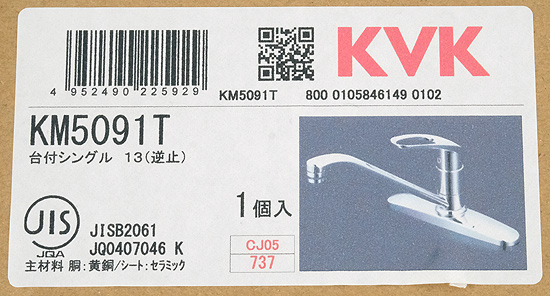 4 952490 225929
KM5091T
KVK
800 0105846149 0102
KM5091T
台付シングル 13(逆止)
JIS
JQA
JISB2061
JQ0407046 K
主材料 胴:黄銅/シート:セラミック
1個入
CJ05
737